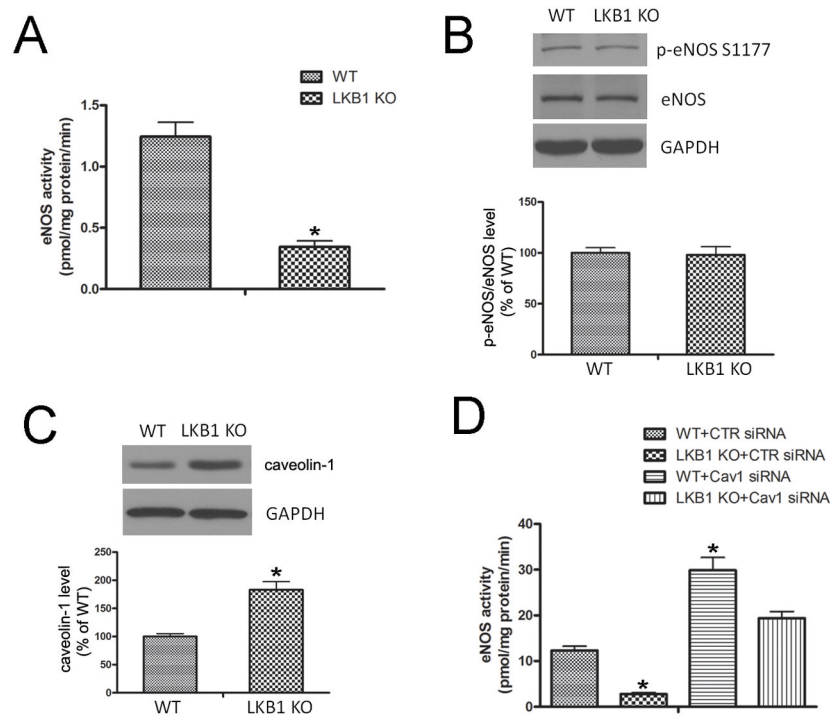 A
WT
LKB1 KO
eNOS activity
(pmol/mg protein/min)
1.5
1.0
0.5
0.0
*
B
WT LKB1 KO
p-eNOS S1177
eNOS
GAPDH
p-eNOS/eNOS level
(% of WT)
150
100
50
0
WT LKB1 KO
C
WT LKB1 KO
caveolin-1
GAPDH
caveolin-1 level
(% of WT)
250
200
150
100
50
0
*
WT LKB1 KO
D
WT+CTR siRNA
LKB1 KO+CTR siRNA
WT+Cav1 siRNA
LKB1 KO+Cav1 siRNA
eNOS activity
(pmol/mg protein/min)
40
30
20
10
0
*
*